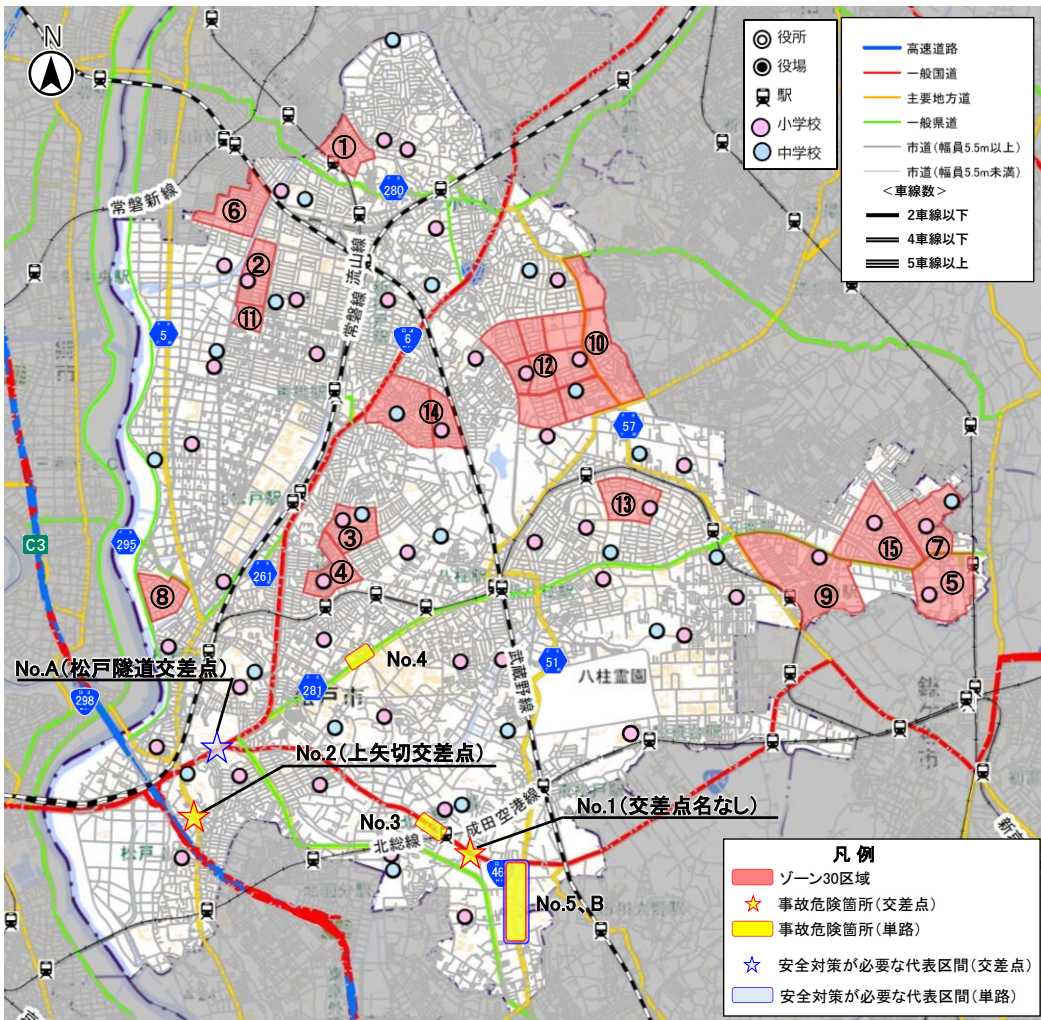 N
役所
役場
駅
小学校
中学校
高速道路
一般国道
主要地方道
一般県道
市道(幅員5.5m以上)
市道(幅員5.5m未満)
<車線数>
2車線以下
4車線以下
5車線以上
①
280
常磐新線
⑥
②
流山線
常磐線
⑪
5
6
⑩
⑫
⑭
57
⑬
③
④
C3
295
261
⑧
⑮
⑦
⑨
⑤
No.A(松戸隧道交差点)
No.4
281
298
武蔵野線
51
八柱霊園
No.2(上矢切交差点)
No.1(交差点名なし)
No.3
成田空港線
北総線
松戸
46
No.5、B
凡例
ゾーン30区域
事故危険箇所(交差点)
事故危険箇所(単路)
安全対策が必要な代表区間(交差点)
安全対策が必要な代表区間(単路)